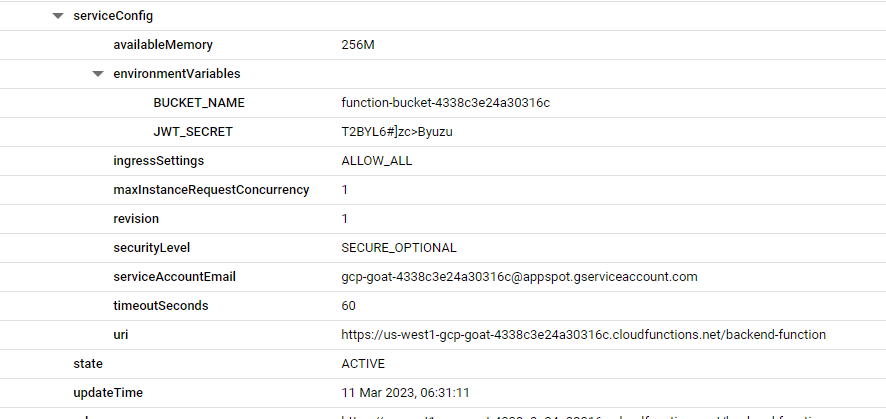 serviceConfig
availableMemory 256M
environmentVariables
BUCKET_NAME function-bucket-4338c3e24a30316c
JWT_SECRET T2BYL6#]zc>Byuzu
ingressSettings ALLOW_ALL
maxInstanceRequestConcurrency 1
revision 1
securityLevel SECURE_OPTIONAL
serviceAccountEmail gcp-goat-4338c3e24a30316c@appspot.gserviceaccount.com
timeoutSeconds 60
uri https://us-west1-gcp-goat-4338c3e24a30316c.cloudfunctions.net/backend-function
state ACTIVE
updateTime 11 Mar 2023, 06:31:11